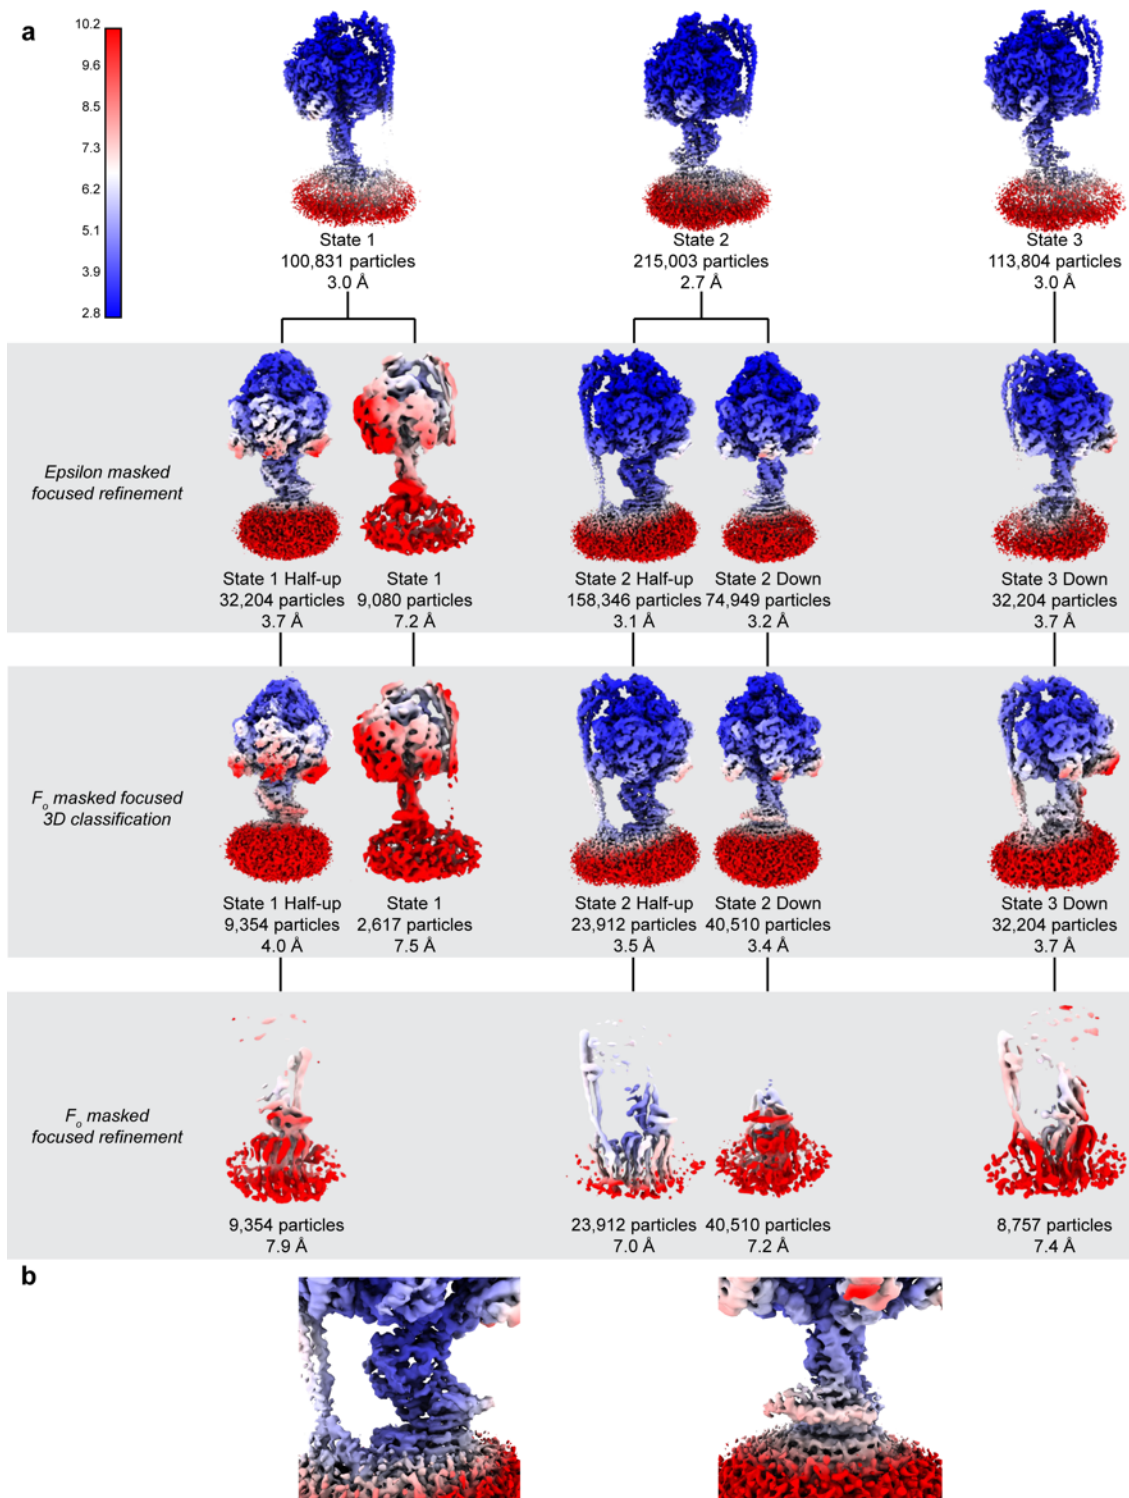 a
10.2
9.6
8.5
7.3
6.2
5.1
3.9
2.8
State 1
100,831 particles
3.0 Å
State 2
215,003 particles
2.7 Å
State 3
113,804 particles
3.0 Å
Epsilon masked
focused refinement
State 1 Half-up
32,204 particles
3.7 Å
State 1
9,080 particles
7.2 Å
State 2 Half-up
158,346 particles
3.1 Å
State 2 Down
74,949 particles
3.2 Å
State 3 Down
32,204 particles
3.7 Å
Fo masked focused
3D classification
State 1 Half-up
9,354 particles
4.0 Å
State 1
2,617 particles
7.5 Å
State 2 Half-up
23,912 particles
3.5 Å
State 2 Down
40,510 particles
3.4 Å
State 3 Down
32,204 particles
3.7 Å
Fo masked
focused refinement
9,354 particles
7.9 Å
23,912 particles
7.0 Å
40,510 particles
7.2 Å
8,757 particles
7.4 Å
b